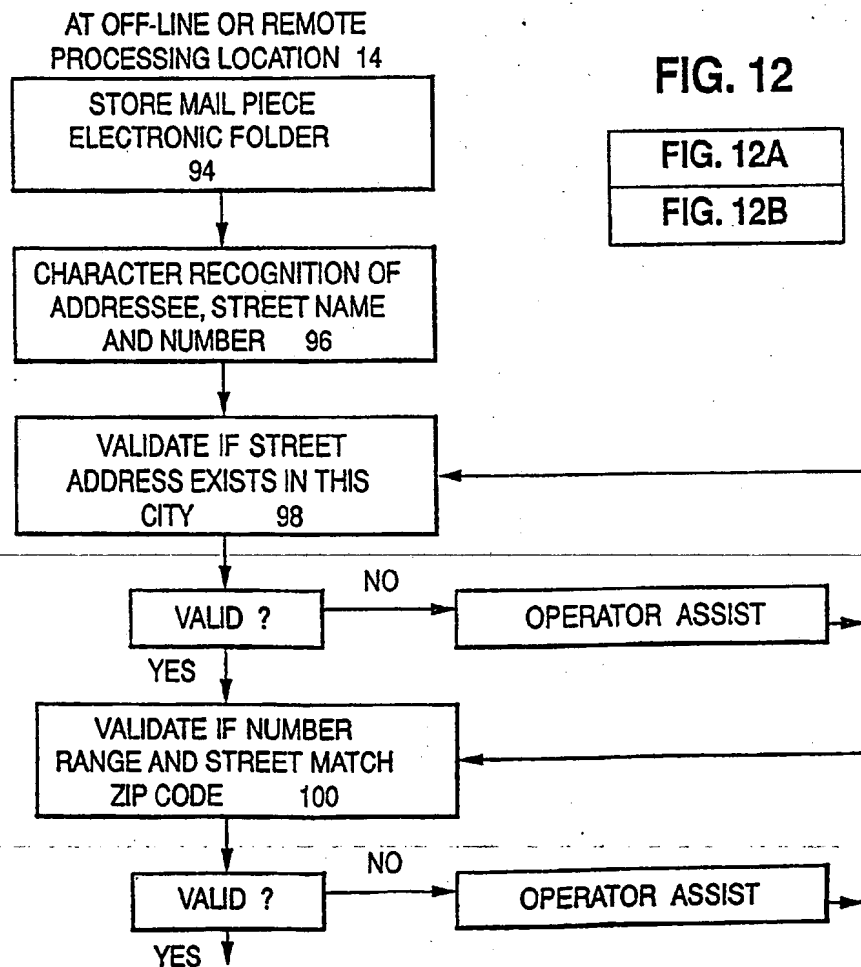 AT OFF-LINE OR REMOTE
PROCESSING LOCATION 14
STORE MAIL PIECE
ELECTRONIC FOLDER
94
FIG. 12
FIG. 12A
FIG. 12B
CHARACTER RECOGNITION OF
ADDRESSEE, STREET NAME
AND NUMBER 96
VALIDATE IF STREET
ADDRESS EXISTS IN THIS
CITY 98
VALID ?
NO
OPERATOR ASSIST
YES
VALIDATE IF NUMBER
RANGE AND STREET MATCH
ZIP CODE 100
VALID ?
NO
OPERATOR ASSIST
YES